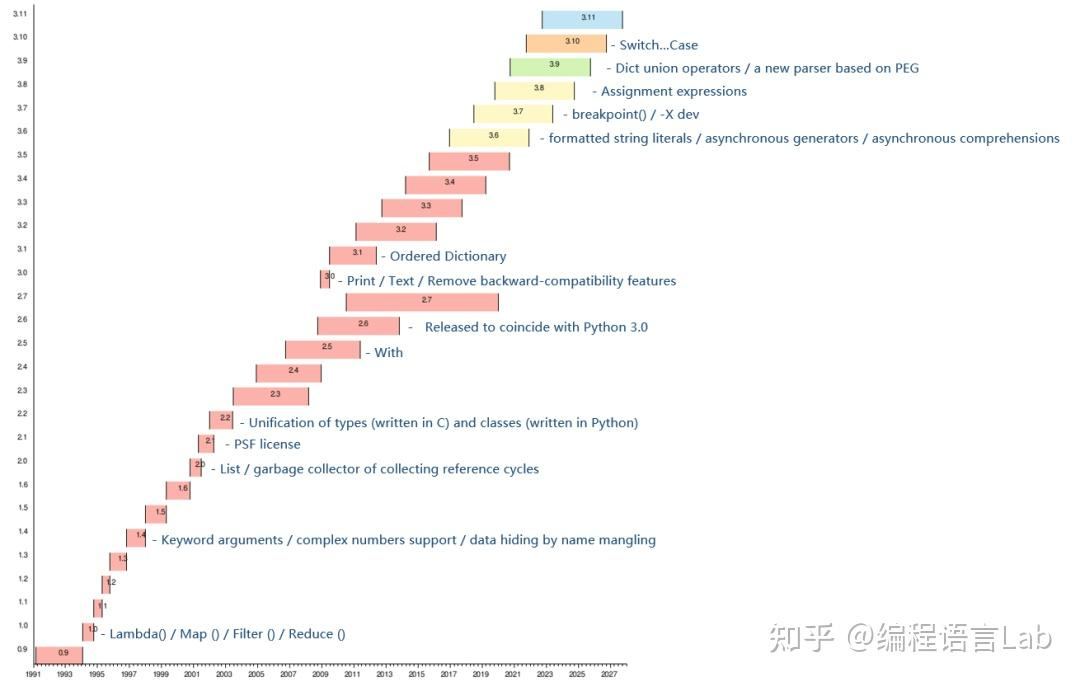 3.11 3.11
3.10 3.10 - Switch...Case
3.9 3.9 - Dict union operators / a new parser based on PEG
3.8 3.8 - Assignment expressions
3.7 3.7 - breakpoint() / -X dev
3.6 3.6 - formatted string literals / asynchronous generators / asynchronous comprehensions
3.5 3.5
3.4 3.4
3.3 3.3
3.2 3.2
3.1 3.1 - Ordered Dictionary
3.0 3.0 - Print / Text / Remove backward-compatibility features
2.7 2.7
2.6 2.6 - Released to coincide with Python 3.0
2.5 2.5 - With
2.4 2.4
2.3 2.3
2.2 2.2 - Unification of types (written in C) and classes (written in Python)
2.1 2.1 - PSF license
2.0 2.0 - List / garbage collector of collecting reference cycles
1.6 1.6
1.5 1.5
1.4 1.4 - Keyword arguments / complex numbers support / data hiding by name mangling
1.3 1.3
1.2 1.2
1.1 1.1
1.0 1.0 - Lambda() / Map () / Filter () / Reduce ()
0.9 0.9
知乎 @编程语言Lab
1991 1993 1995 1997 1999 2001 2003 2005 2007 2009 2011 2013 2015 2017 2019 2021 2023 2025 2027